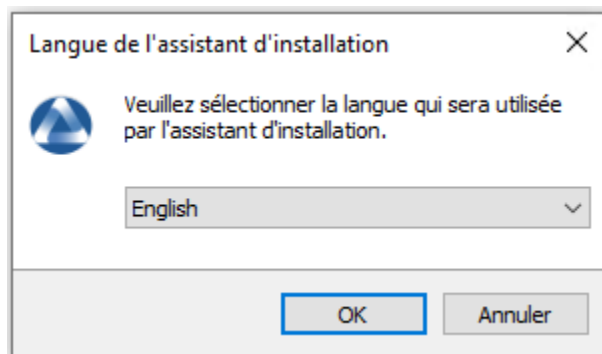 Langue de l'assistant d'installation
Veuillez sélectionner la langue qui sera utilisée
par l'assistant d'installation.
English
OK
Annuler